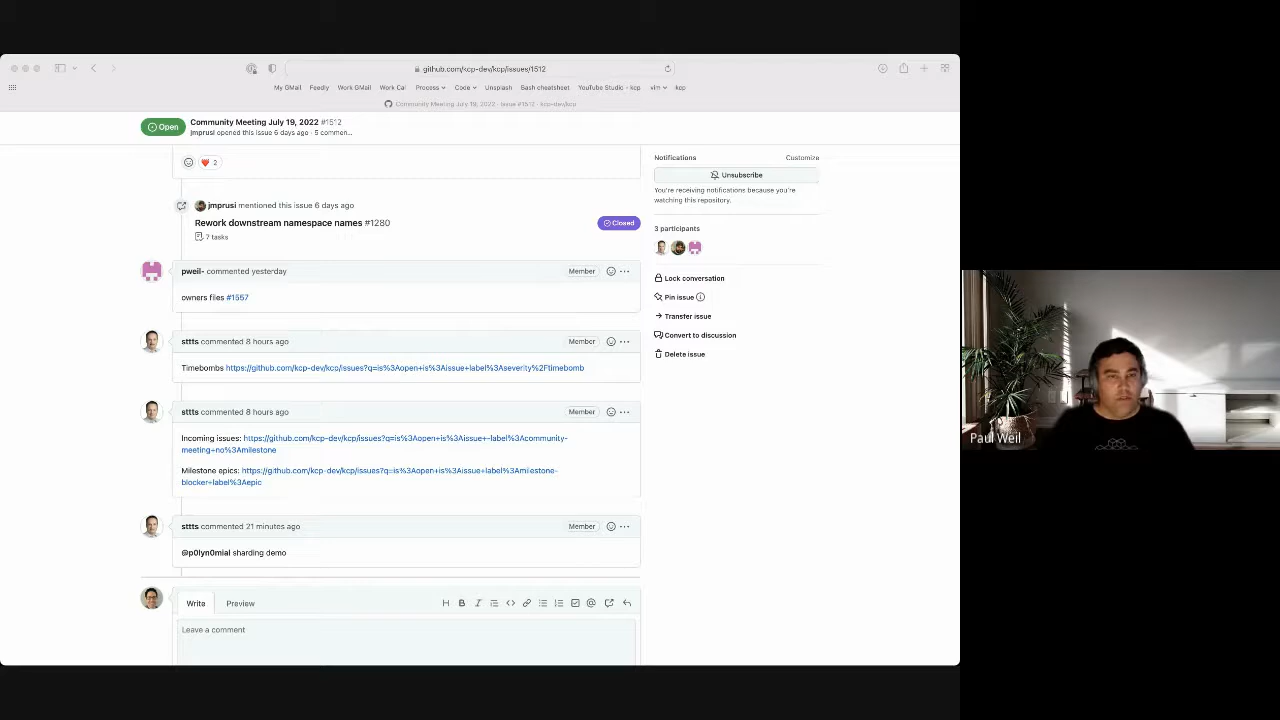 github.com/kcp-dev/kcp/issues/1512
My GMail Feedly Work GMail Work Cal Process Code Unsplash Bash cheatsheet YouTube Studio - kcp vim kcp
Community Meeting July 19, 2022 · Issue #1512 · kcp-dev/kcp
Open
Community Meeting July 19, 2022 #1512
jmprusi opened this issue 6 days ago · 5 commen...
2
jmprusi mentioned this issue 6 days ago
Rework downstream namespace names #1280
Closed
7 tasks
pweil- commented yesterday
Member
owners files #1557
sttts commented 8 hours ago
Member
Timebombs https://github.com/kcp-dev/kcp/issues?q=is%3Aopen+is%3Aissue+label%3Aseverity%2Ftimebomb
sttts commented 8 hours ago
Member
Incoming issues: https://github.com/kcp-dev/kcp/issues?q=is%3Aopen+is%3Aissue+-label%3Acommunity-
meeting+no%3Amilestone
Milestone epics: https://github.com/kcp-dev/kcp/issues?q=is%3Aopen+is%3Aissue+label%3Amilestone-
blocker+label%3Aepic
sttts commented 21 minutes ago
Member
@p0lyn0mial sharding demo
Write
Preview
Leave a comment
Notifications
Customize
Unsubscribe
You're receiving notifications because you're
watching this repository.
3 participants
Lock conversation
Pin issue
Transfer issue
Convert to discussion
Delete issue
Paul Weil